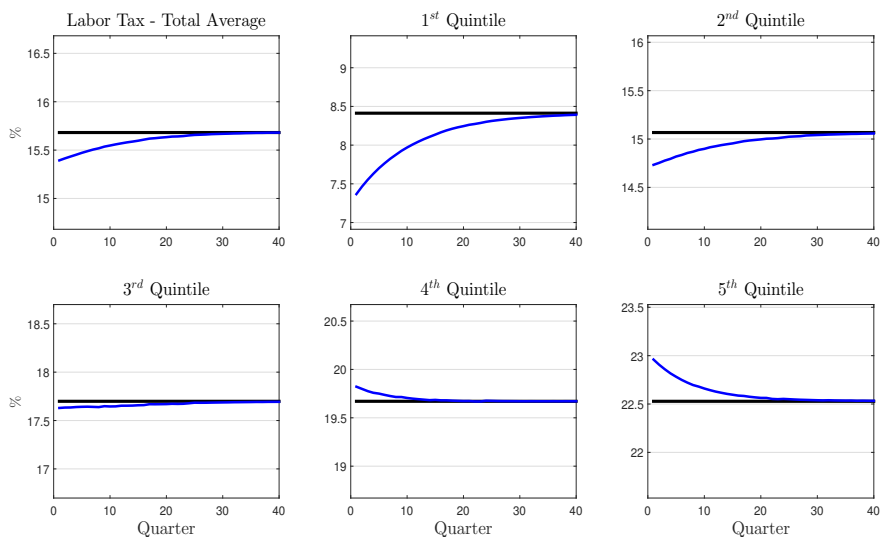 Labor Tax - Total Average
1st Quintile
2nd Quintile
16.5
16
15.5
15
%
0 10 20 30 40
9
8.5
8
7.5
7
0 10 20 30 40
16
15.5
15
14.5
0 10 20 30 40
3rd Quintile
4th Quintile
5th Quintile
18.5
18
17.5
17
%
0 10 20 30 40
Quarter
20.5
20
19.5
19
0 10 20 30 40
Quarter
23.5
23
22.5
22
0 10 20 30 40
Quarter